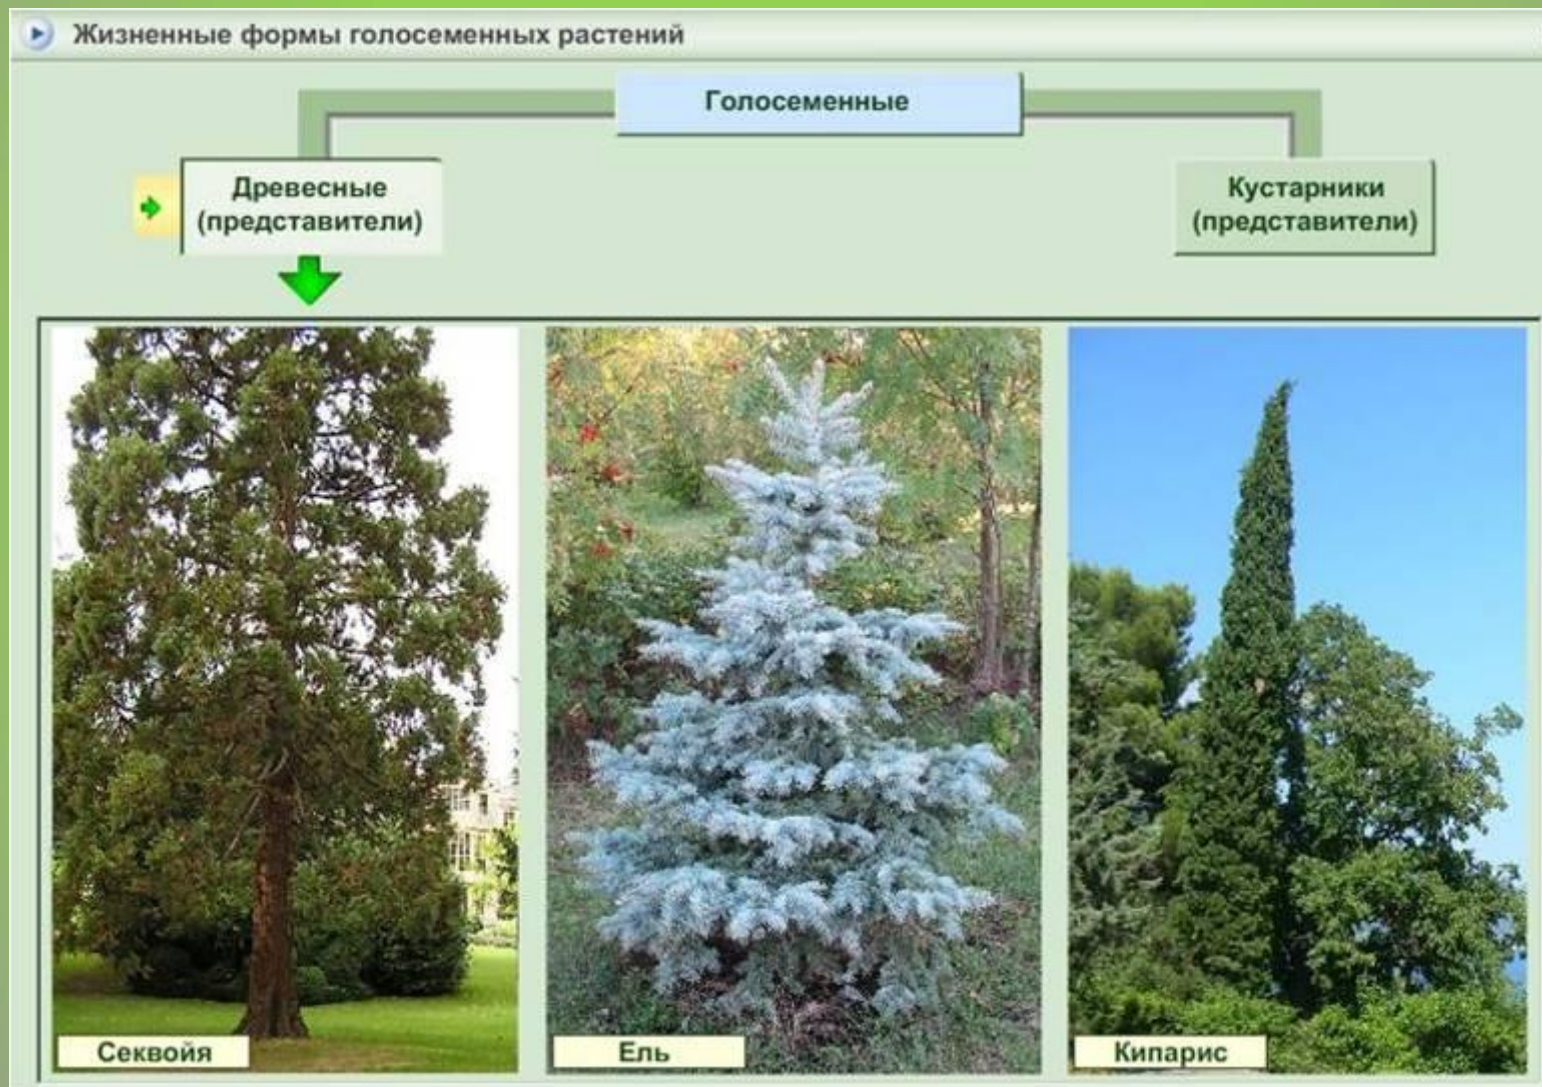 Жизненные формы голосеменных растений
Голосеменные
Древесные
(представители)
Кустарники
(представители)
Секвойя
Ель
Кипарис